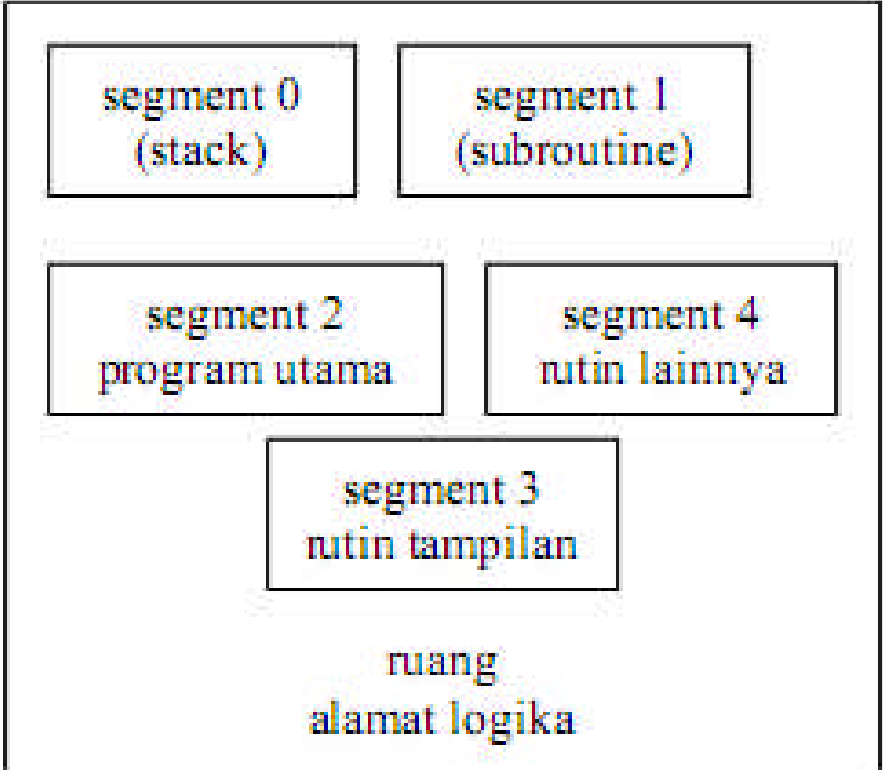 segment 0
(stack)
segment 1
(subroutine)
segment 2
program utama
segment 4
rutin lainnya
segment 3
rutin tampilan
ruang
alamat logika